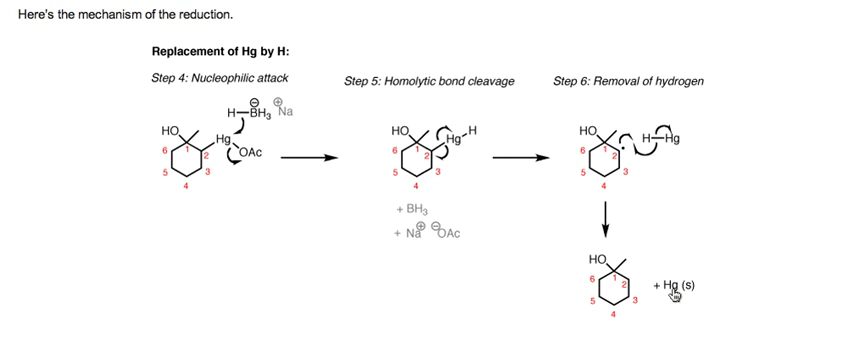 Here's the mechanism of the reduction.
Replacement of Hg by H:
Step 4: Nucleophilic attack
Step 5: Homolytic bond cleavage
Step 6: Removal of hydrogen
H–BH₃ ⊖ Na ⊕
HO Hg OAc
1 2 3 4 5 6
HO Hg-H
1 2 3 4 5 6
+ BH₃
+ Na⊕ ⊖OAc
HO H–Hg
1 2 3 4 5 6
HO
1 2 3 4 5 6
+ Hg (s)